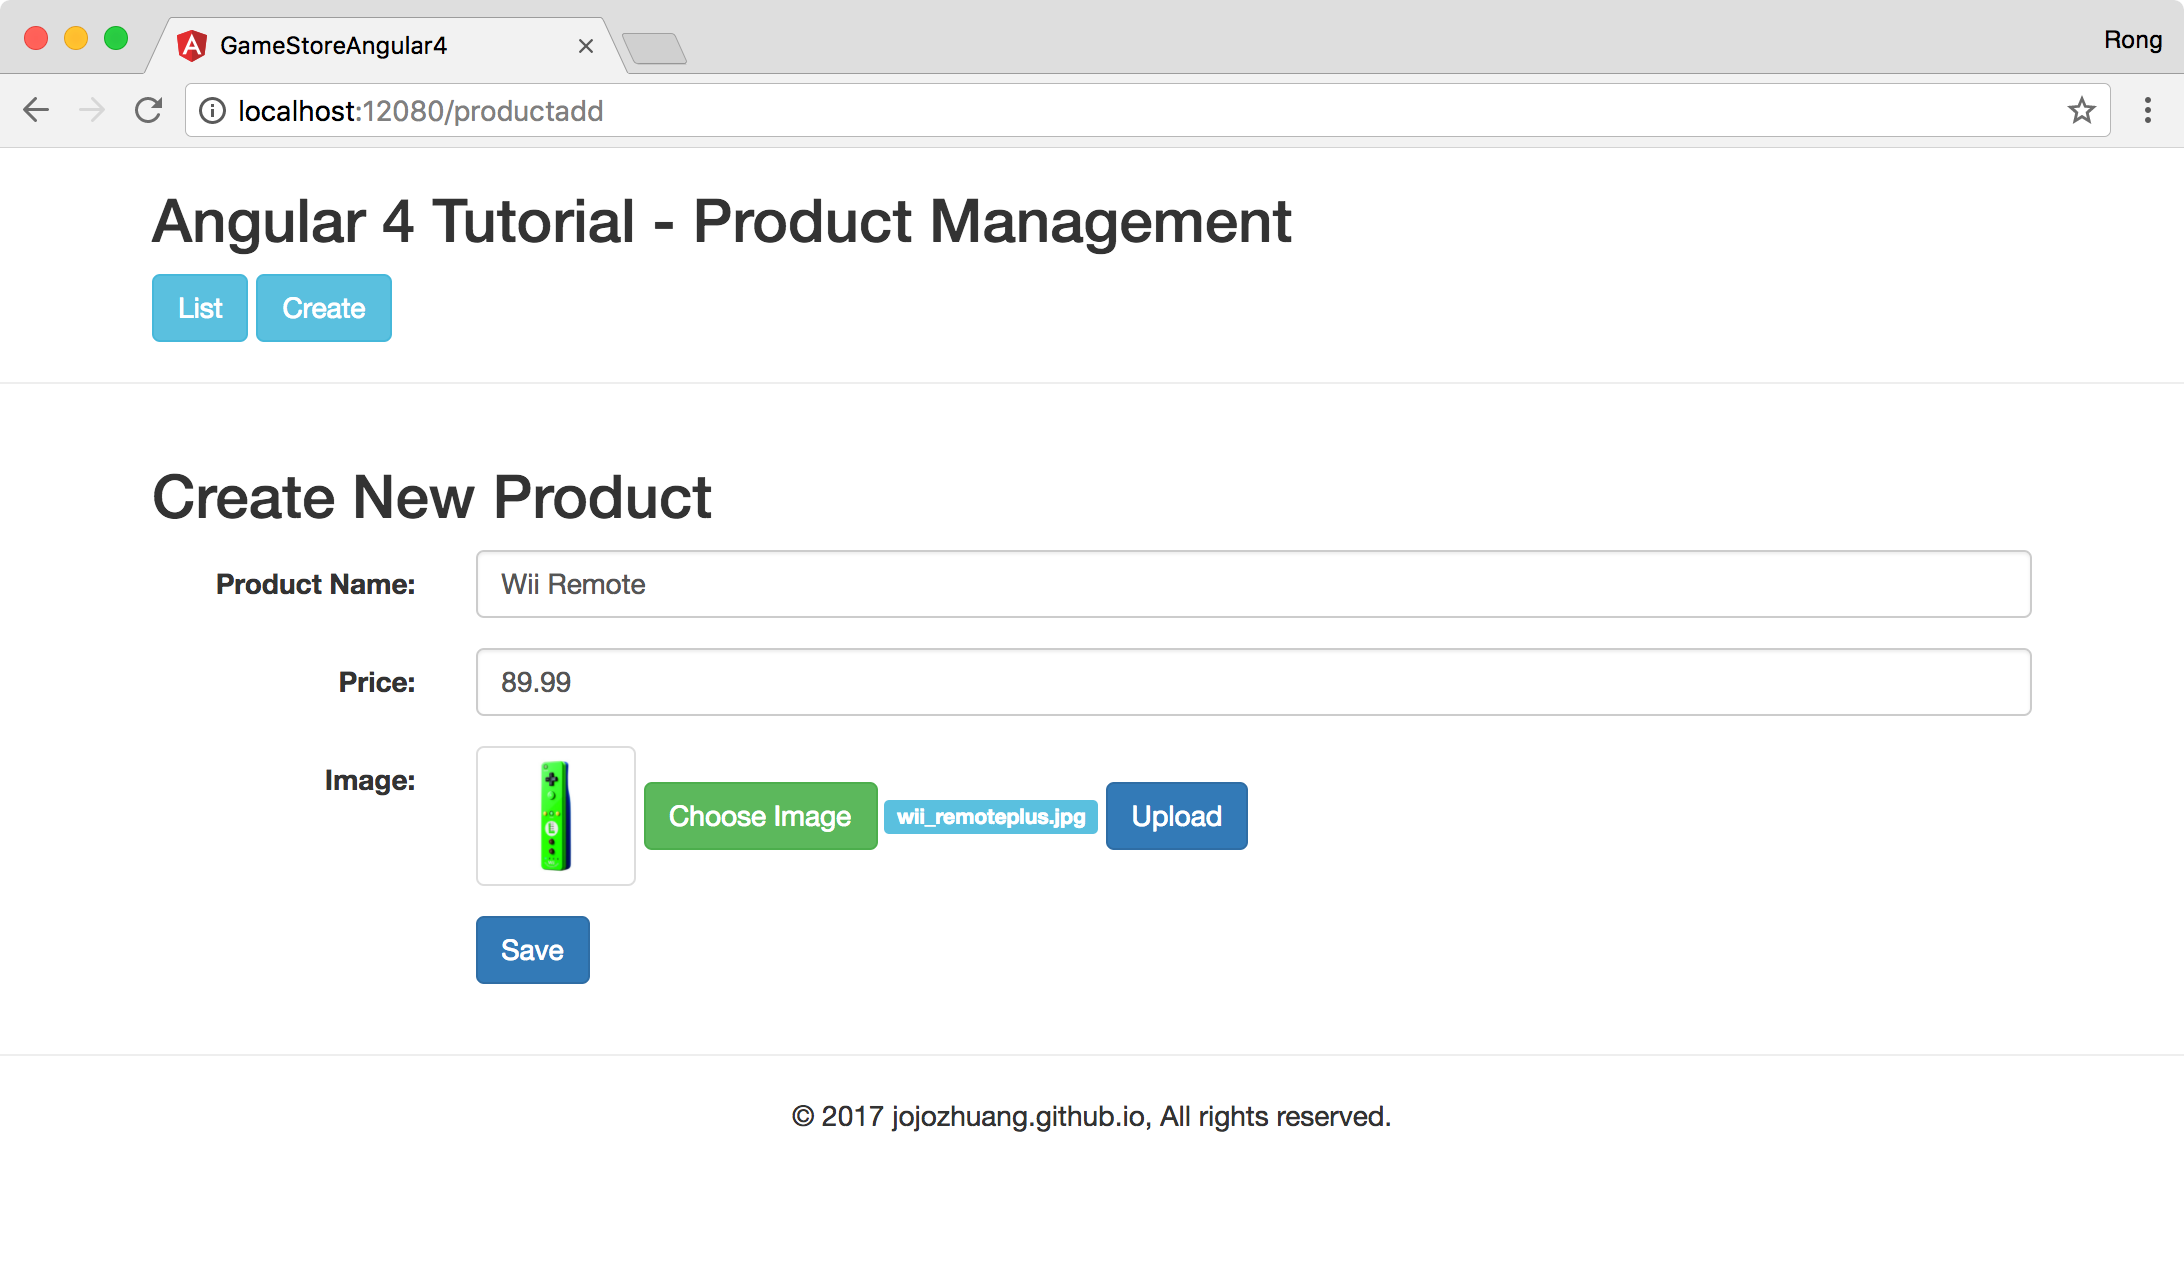 GameStoreAngular4
Rong
localhost:12080/productadd
Angular 4 Tutorial - Product Management
List Create
Create New Product
Product Name: Wii Remote
Price: 89.99
Image: Choose Image wii_remoteplus.jpg Upload
Save
© 2017 jojozhuang.github.io, All rights reserved.